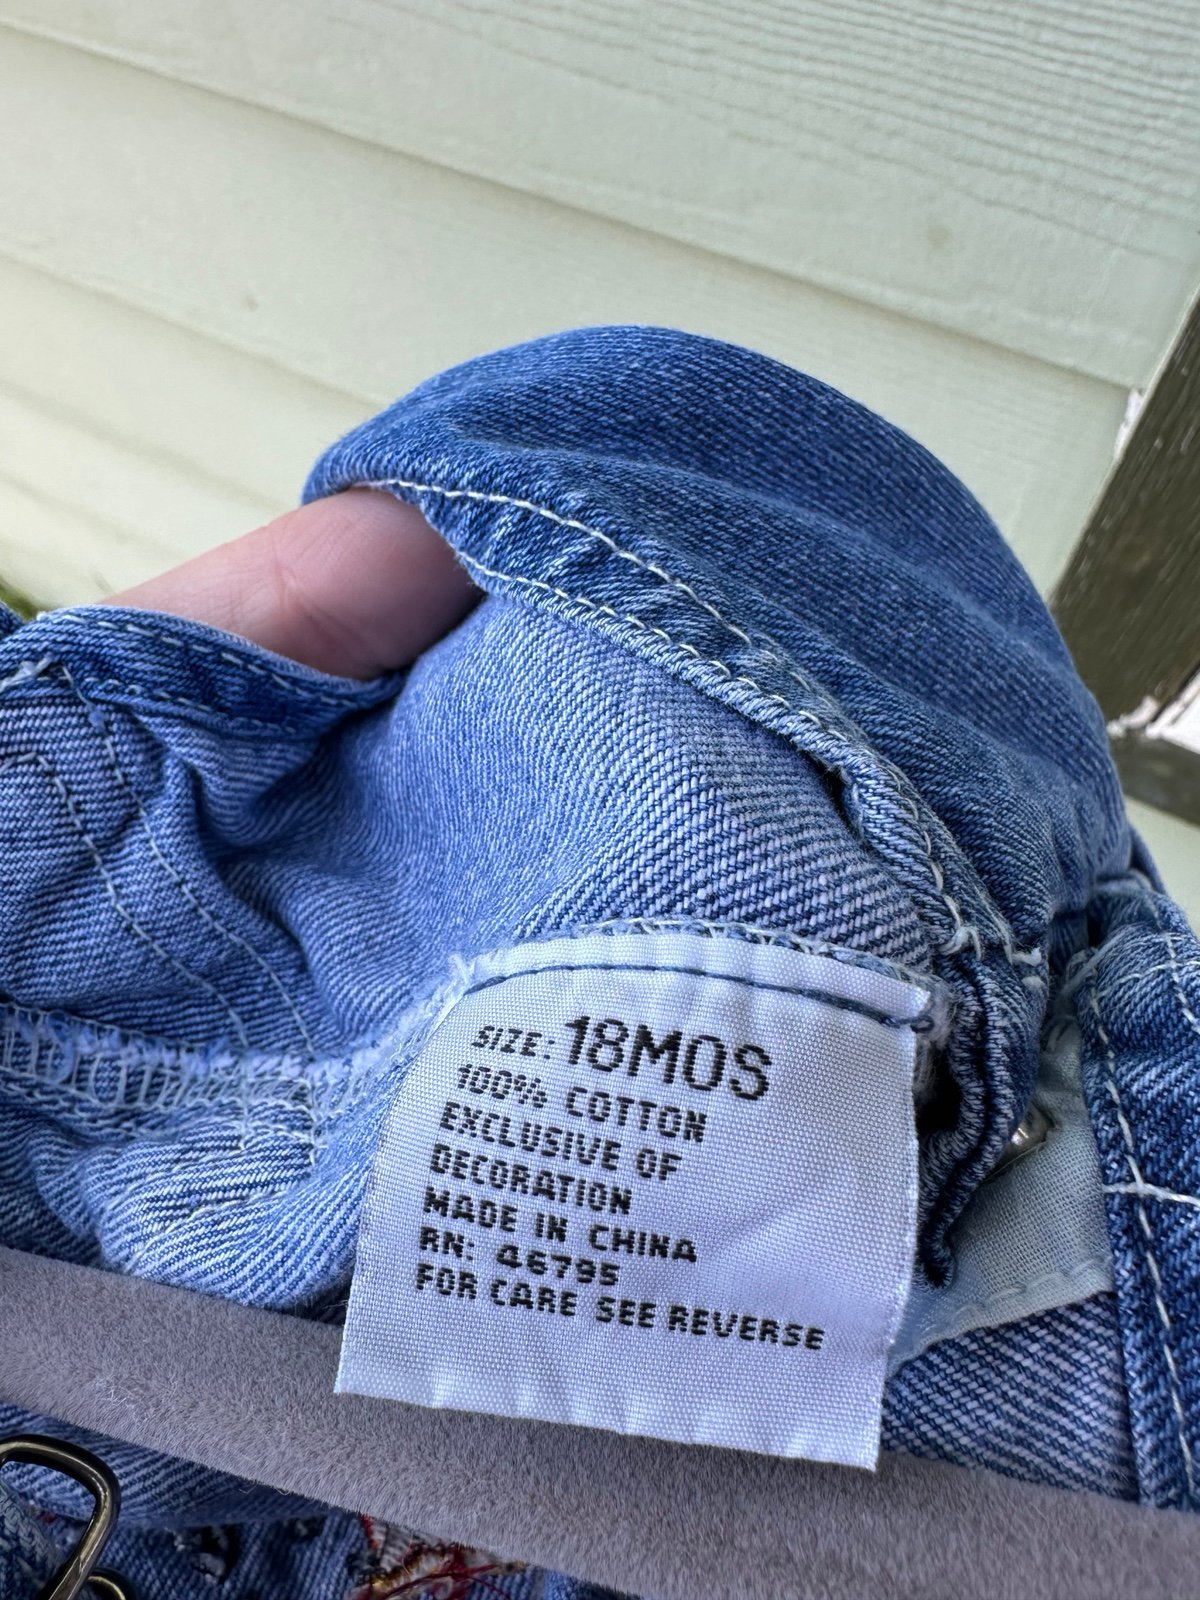 SIZE: 18MOS
100% COTTON
EXCLUSIVE OF
DECORATION
MADE IN CHINA
RN: 46795
FOR CARE SEE REVERSE